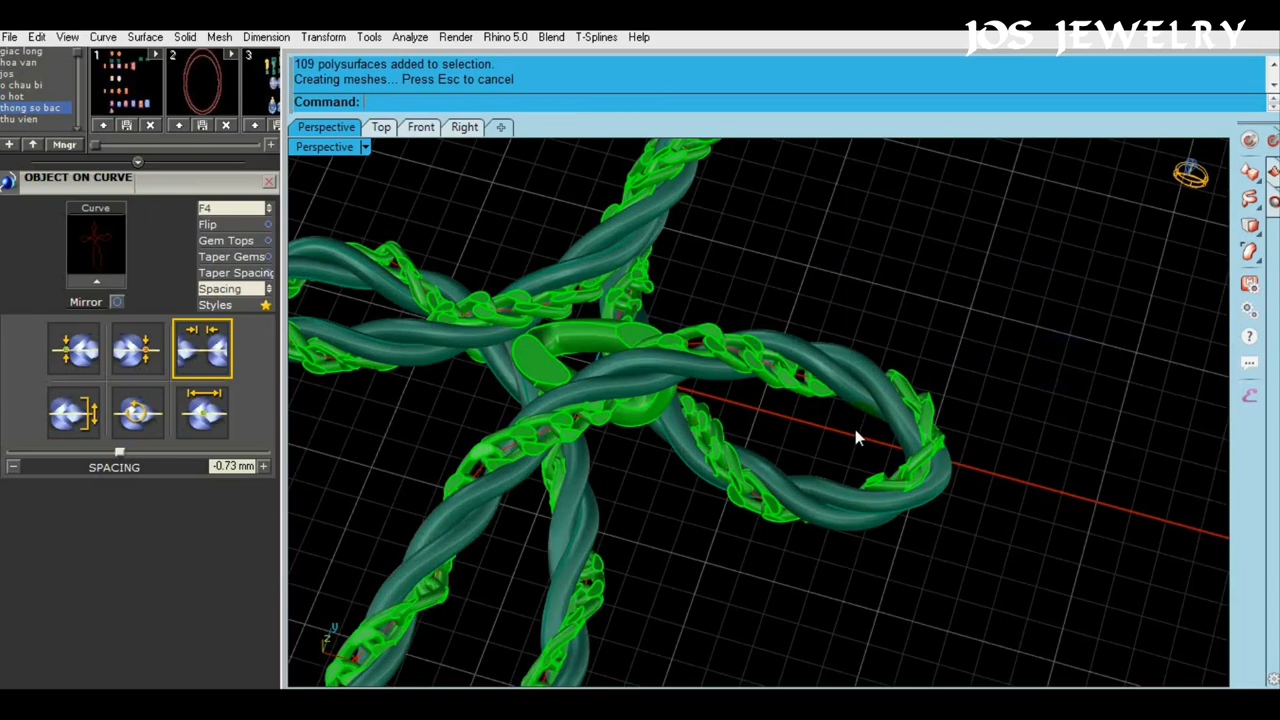 JOS JEWELRY
File Edit View Curve Surface Solid Mesh Dimension Transform Tools Analyze Render Rhino 5.0 Blend T-Splines Help
giac long
hoa van
jos
o chau bi
o hot
thong so bac
thu vien
1 2 3
109 polysurfaces added to selection.
Creating meshes... Press Esc to cancel
Command:
Perspective Top Front Right
Perspective
Mngr
OBJECT ON CURVE
Curve
F4
Flip
Gem Tops
Taper Gems
Taper Spacing
Spacing
Styles
Mirror
SPACING -0.73 mm
z y x